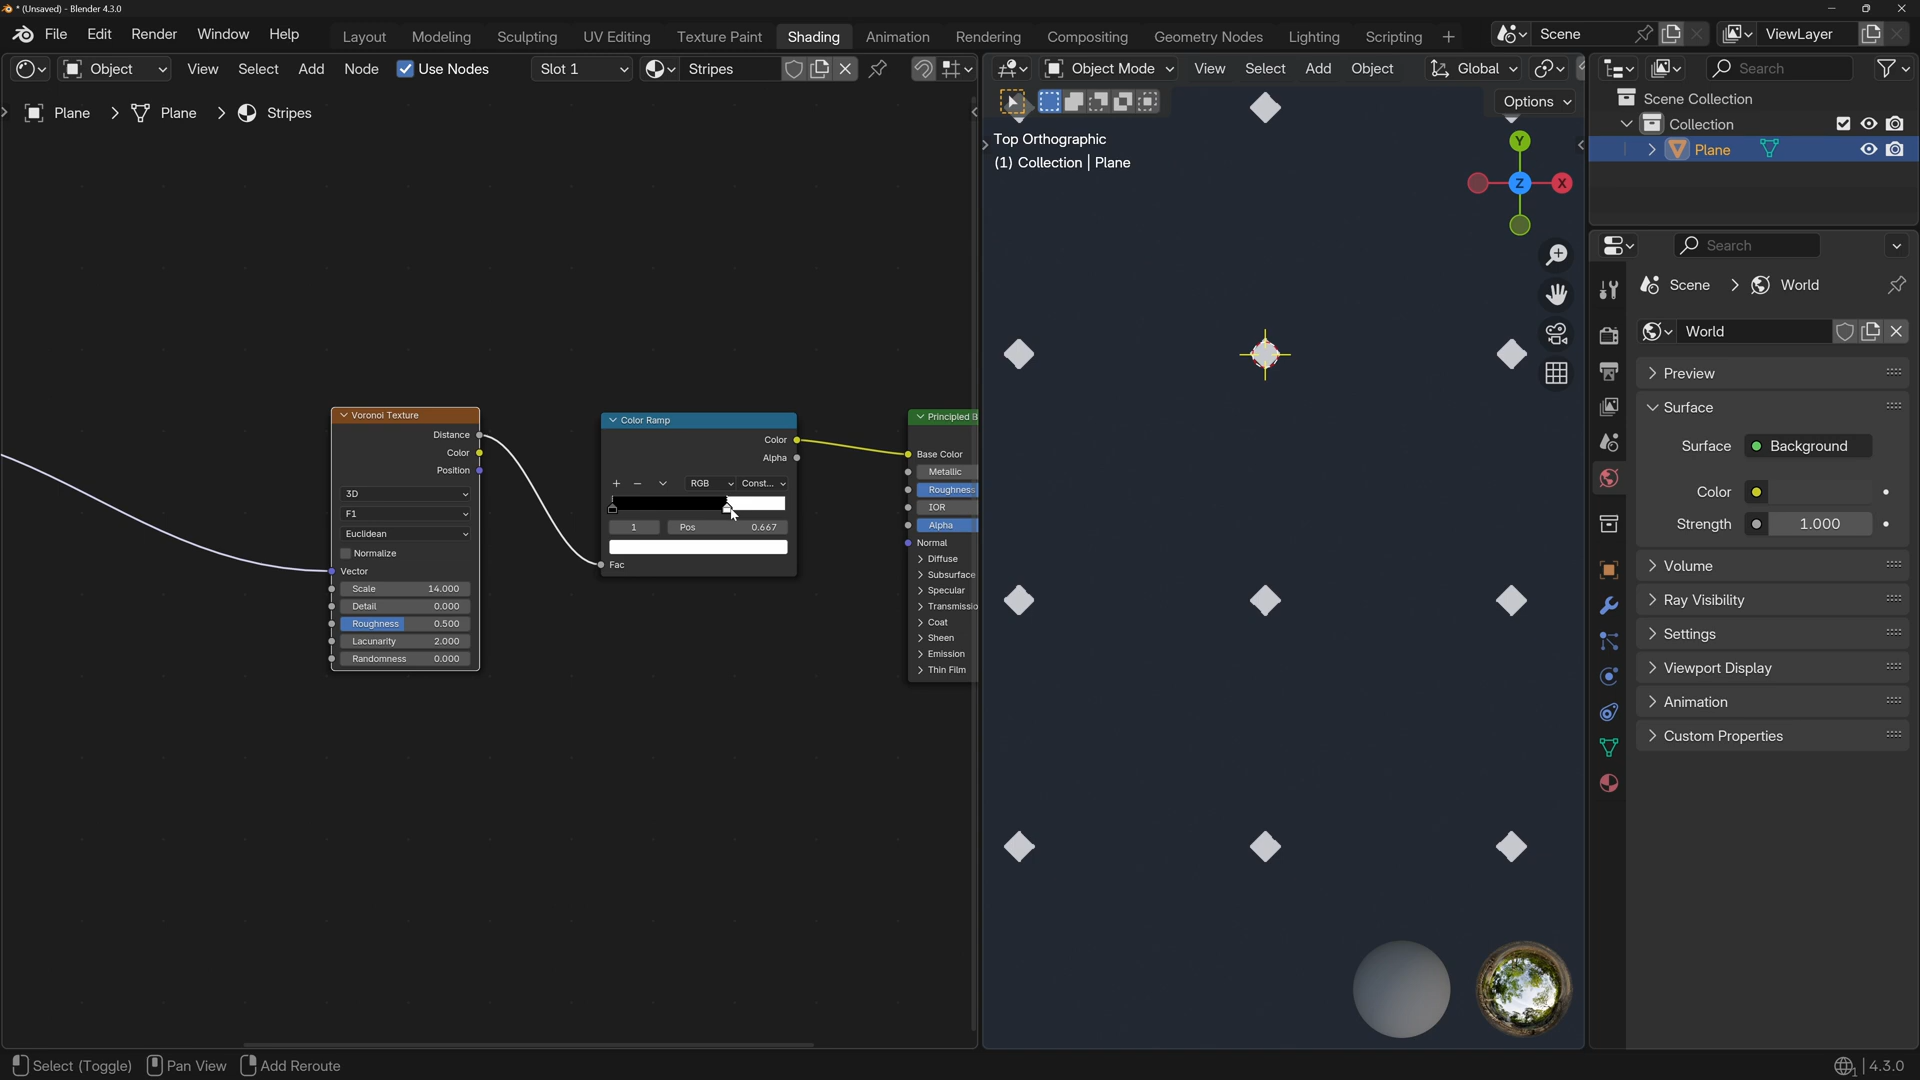 * (Unsaved) - Blender 4.3.0
File Edit Render Window Help Layout Modeling Sculpting UV Editing Texture Paint Shading Animation Rendering Compositing Geometry Nodes Lighting Scripting + Scene ViewLayer
Object View Select Add Node Use Nodes Slot 1 Stripes
Object Mode View Select Add Object Global
Search
Options
Plane > Plane > Stripes
Top Orthographic
(1) Collection | Plane
Y
Z
X
Scene Collection
Collection
Plane
Search
Scene > World
World
Preview
Surface
Surface Background
Color
Strength 1.000
Volume
Ray Visibility
Settings
Viewport Display
Animation
Custom Properties
Voronoi Texture
Distance
Color
Position
3D
F1
Euclidean
Normalize
Vector
Scale 14.000
Detail 0.000
Roughness 0.500
Lacunarity 2.000
Randomness 0.000
Color Ramp
Color
Alpha
RGB Const...
1 Pos 0.667
Fac
Principled B
Base Color
Metallic
Roughness
IOR
Alpha
Normal
Diffuse
Subsurface
Specular
Transmissio
Coat
Sheen
Emission
Thin Film
Select (Toggle) Pan View Add Reroute
4.3.0